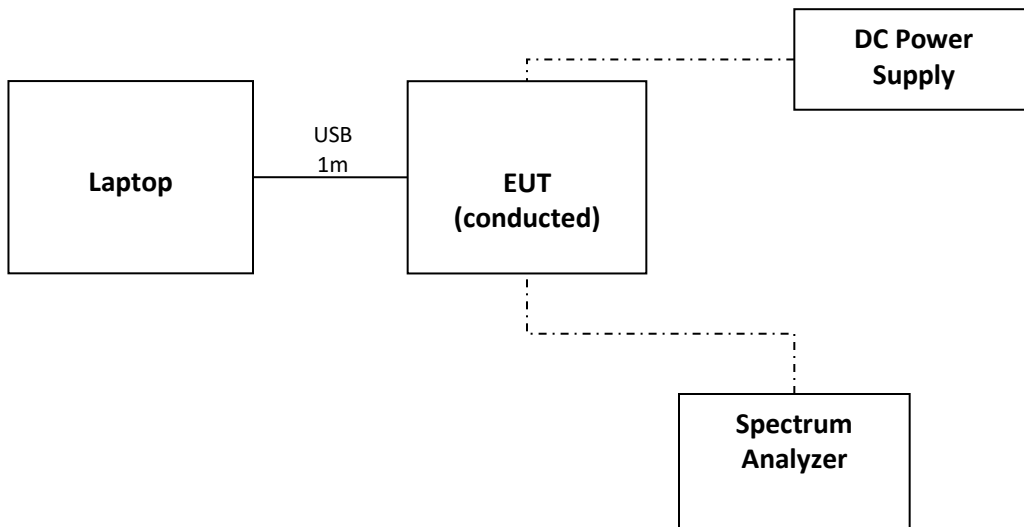 DC Power
Supply
USB
1m
Laptop
EUT
(conducted)
Spectrum
Analyzer